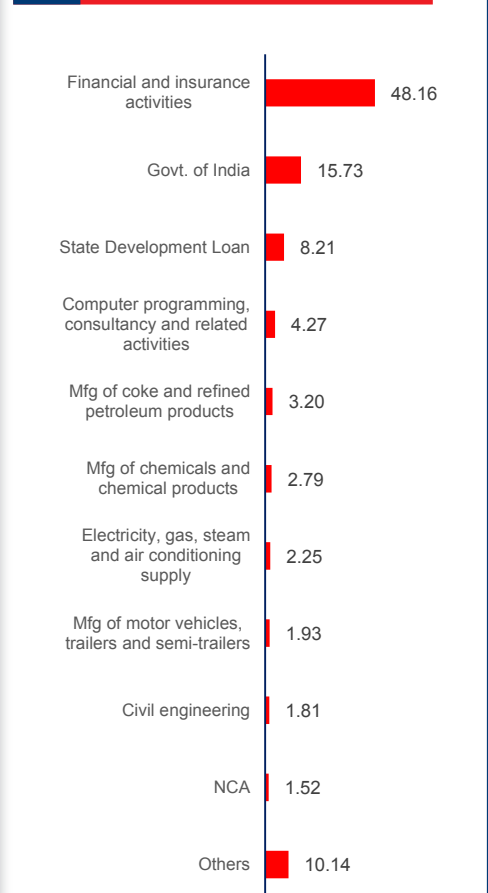 Financial and insurance
activities
48.16
Govt. of India
15.73
State Development Loan
8.21
Computer programming,
consultancy and related
activities
4.27
Mfg of coke and refined
petroleum products
3.20
Mfg of chemicals and
chemical products
2.79
Electricity, gas, steam
and air conditioning
supply
2.25
Mfg of motor vehicles,
trailers and semi-trailers
1.93
Civil engineering
1.81
NCA
1.52
Others
10.14